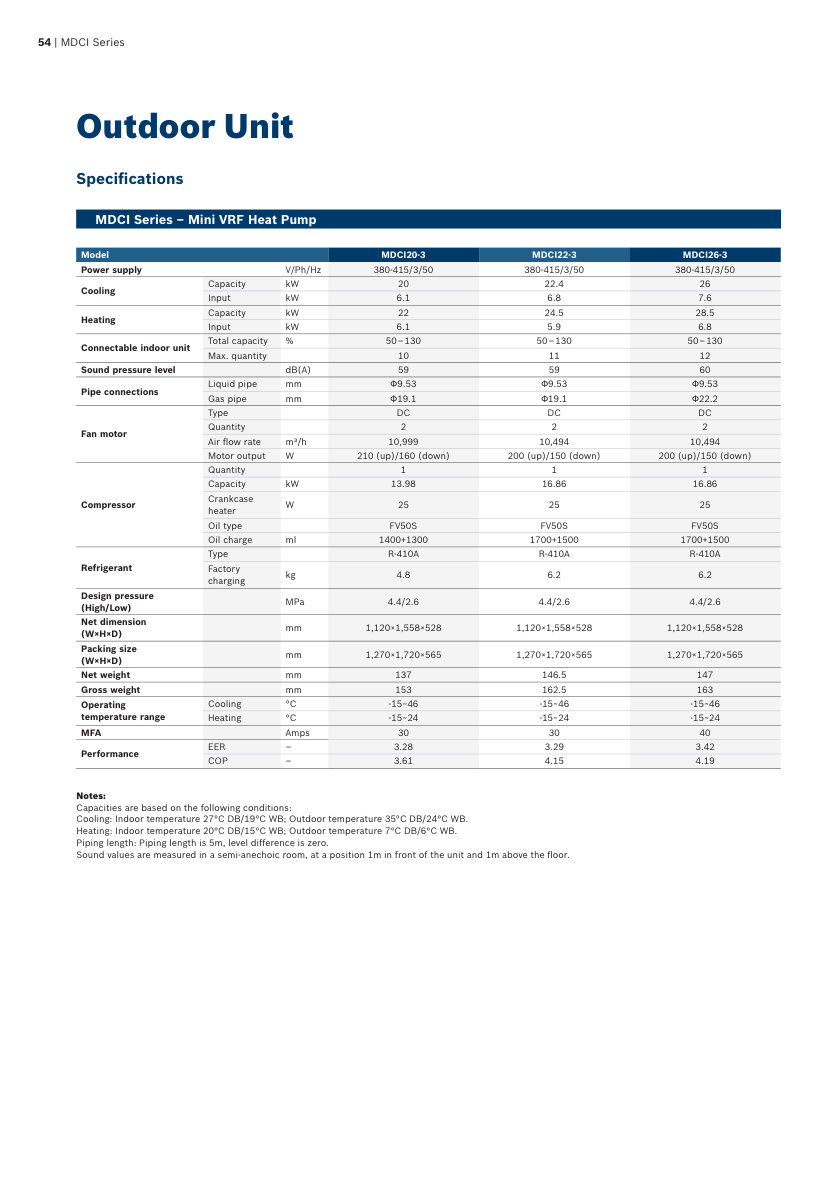 54 | MDCI Series
Outdoor Unit
Specifications
MDCI Series – Mini VRF Heat Pump
Model MDCI20-3 MDCI22-3 MDCI26-3
Power supply V/Ph/Hz 380-415/3/50 380-415/3/50 380-415/3/50
Cooling Capacity kW 20 22.4 26
Input kW 6.1 6.8 7.6
Heating Capacity kW 22 24.5 28.5
Input kW 6.1 5.9 6.8
Connectable indoor unit Total capacity % 50–130 50–130 50–130
Max. quantity 10 11 12
Sound pressure level dB(A) 59 59 60
Pipe connections Liquid pipe mm Φ9.53 Φ9.53 Φ9.53
Gas pipe mm Φ19.1 Φ19.1 Φ22.2
Fan motor Type DC DC DC
Quantity 2 2 2
Air flow rate m³/h 10,999 10,494 10,494
Motor output W 210 (up)/160 (down) 200 (up)/150 (down) 200 (up)/150 (down)
Compressor Quantity 1 1 1
Capacity kW 13.98 16.86 16.86
Crankcase
heater W 25 25 25
Oil type FV50S FV50S FV50S
Oil charge ml 1400+1300 1700+1500 1700+1500
Refrigerant Type R-410A R-410A R-410A
Factory
charging kg 4.8 6.2 6.2
Design pressure
(High/Low) MPa 4.4/2.6 4.4/2.6 4.4/2.6
Net dimension
(W×H×D) mm 1,120×1,558×528 1,120×1,558×528 1,120×1,558×528
Packing size
(W×H×D) mm 1,270×1,720×565 1,270×1,720×565 1,270×1,720×565
Net weight mm 137 146.5 147
Gross weight mm 153 162.5 163
Operating
temperature range Cooling °C -15~46 -15~46 -15~46
Heating °C -15~24 -15~24 -15~24
MFA Amps 30 30 40
Performance EER – 3.28 3.29 3.42
COP – 3.61 4.15 4.19
Notes:
Capacities are based on the following conditions:
Cooling: Indoor temperature 27°C DB/19°C WB; Outdoor temperature 35°C DB/24°C WB.
Heating: Indoor temperature 20°C DB/15°C WB; Outdoor temperature 7°C DB/6°C WB.
Piping length: Piping length is 5m, level difference is zero.
Sound values are measured in a semi-anechoic room, at a position 1m in front of the unit and 1m above the floor.